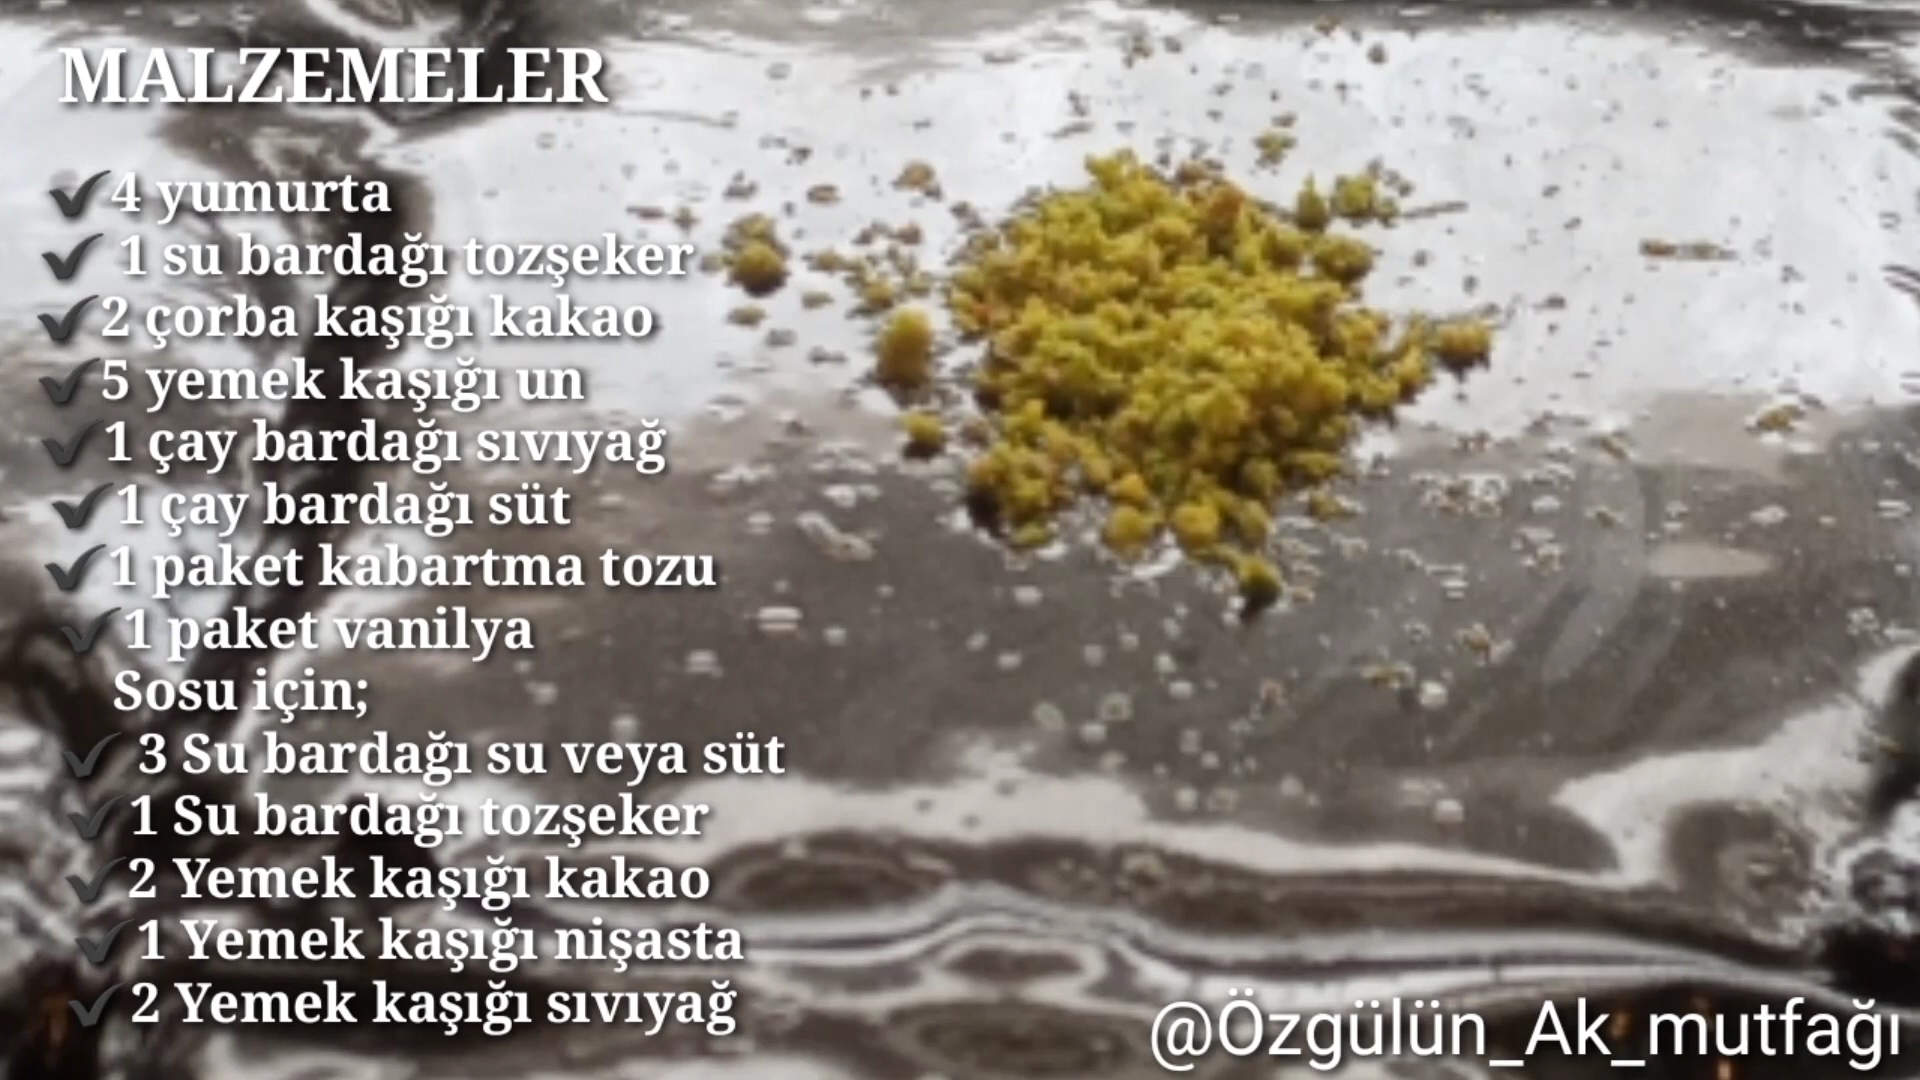 MALZEMELER
✔4 yumurta
✔ 1 su bardağı tozşeker
✔2 çorba kaşığı kakao
✔5 yemek kaşığı un
✔1 çay bardağı sıvıyağ
✔1 çay bardağı süt
✔1 paket kabartma tozu
✔1 paket vanilya
Sosu için;
✔ 3 Su bardağı su veya süt
✔1 Su bardağı tozşeker
✔2 Yemek kaşığı kakao
✔1 Yemek kaşığı nişasta
✔2 Yemek kaşığı sıvıyağ
@Özgülün_Ak_mutfağı